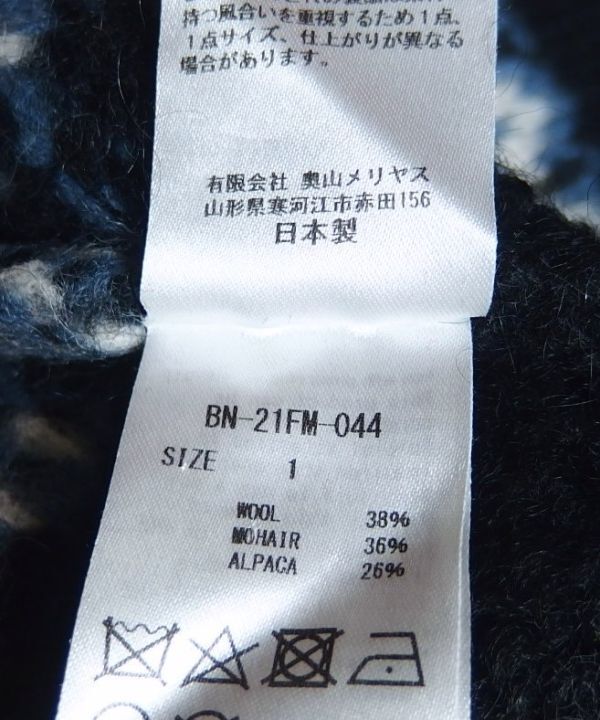 持つ風合いを重視するため1点、
1点サイズ、仕上がりが異なる
場合があります。
有限会社 奥山メリヤス
山形県寒河江市赤田156
日本製
BN-21FM-044
SIZE 1
WOOL 38%
MOHAIR 36%
ALPACA 26%